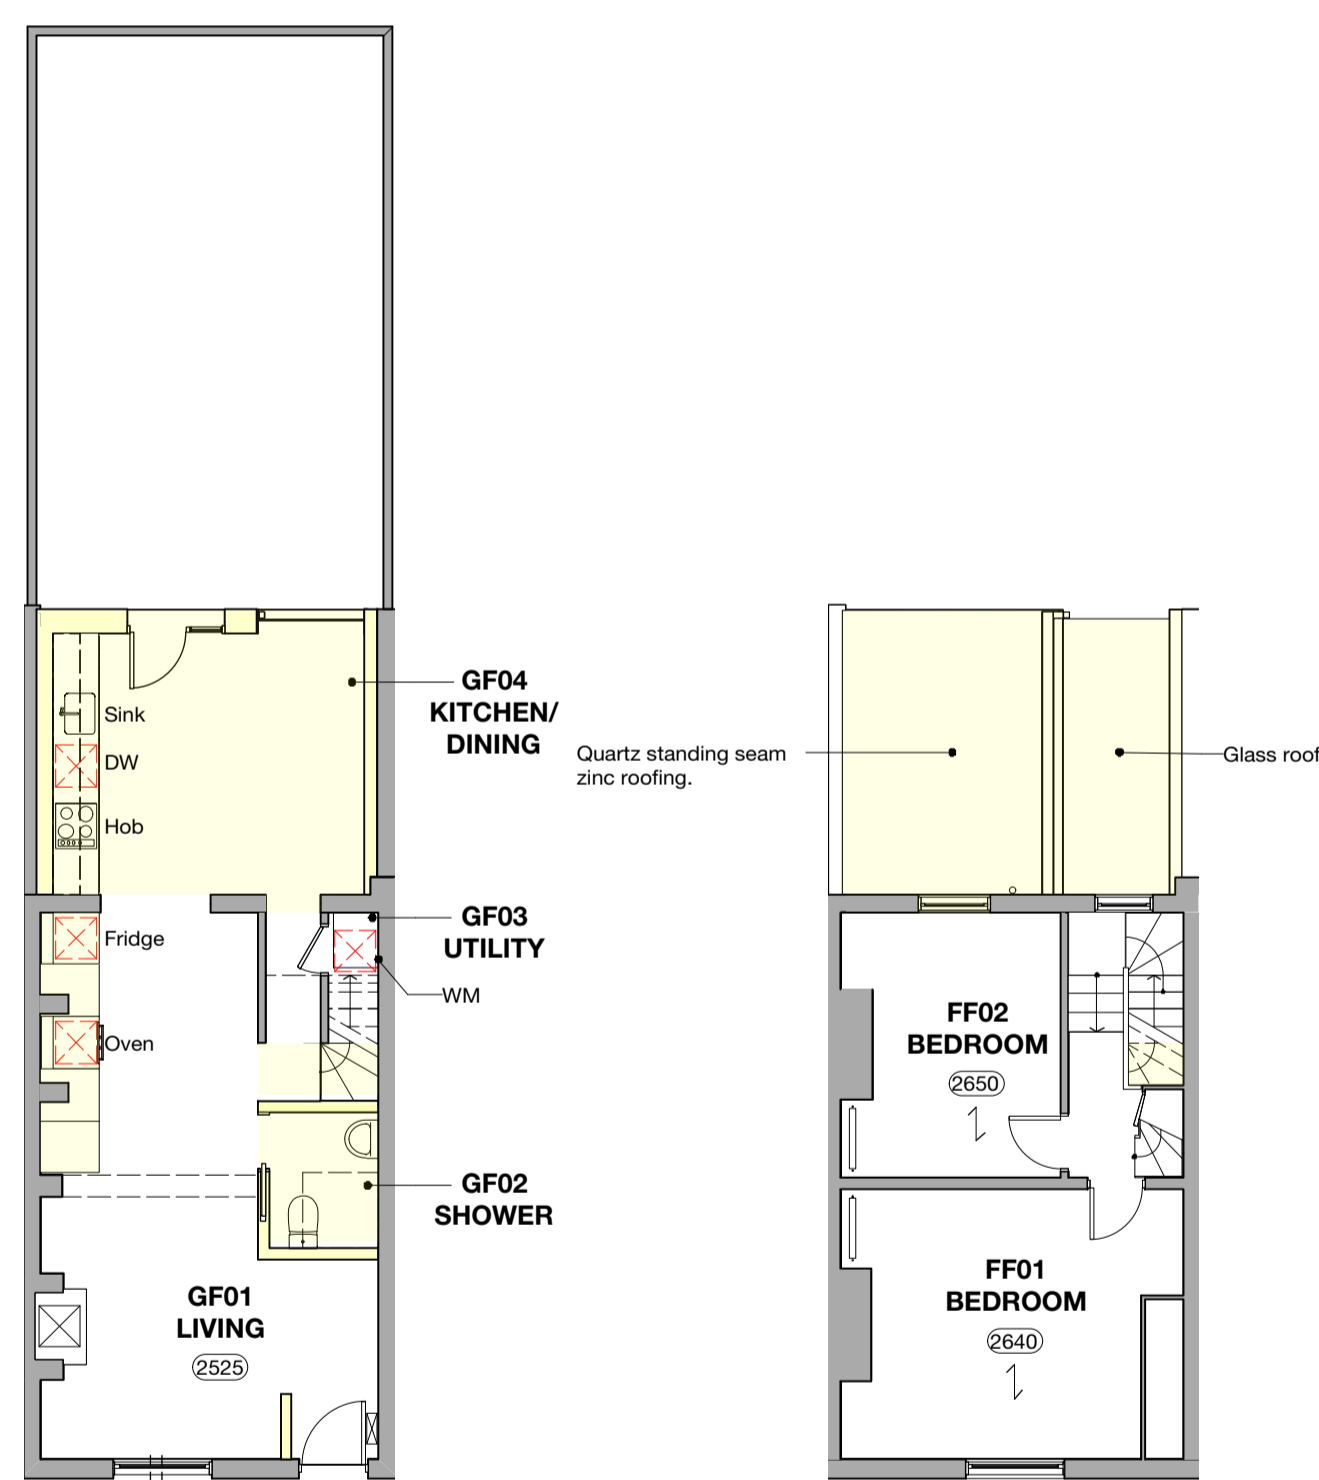 GF04
KITCHEN/
DINING
Sink
DW
Hob
Quartz standing seam
zinc roofing.
Glass roof
Fridge
GF03
UTILITY
WM
Oven
FF02
BEDROOM
2650
GF02
SHOWER
GF01
LIVING
2525
FF01
BEDROOM
2640